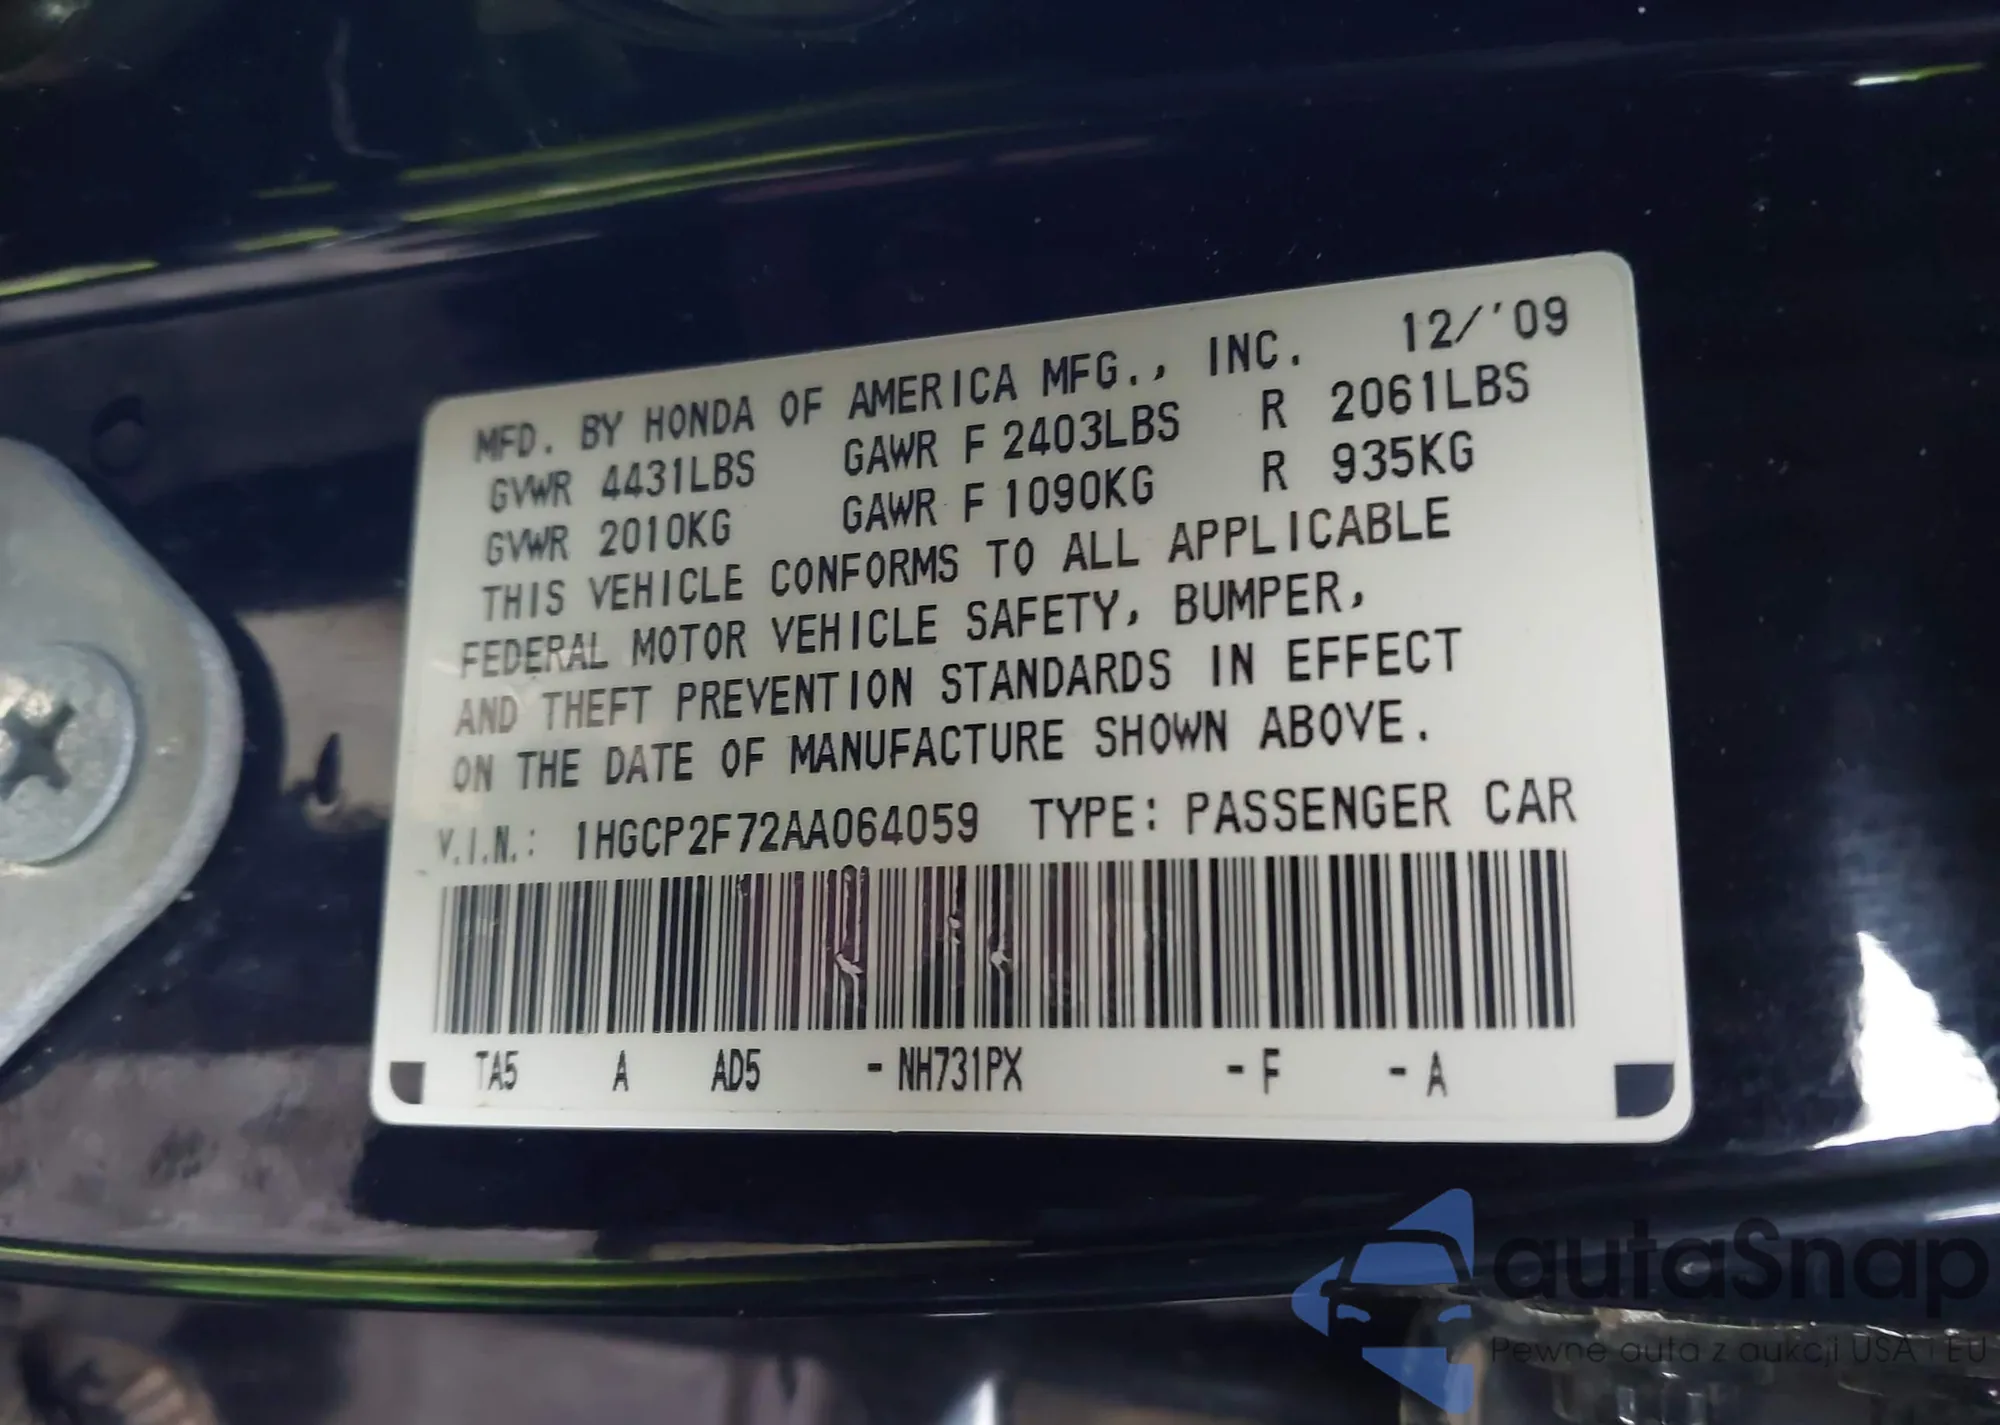 MFD. BY HONDA OF AMERICA MFG., INC. 12/'09
GVWR 4431LBS GAWR F 2403LBS R 2061LBS
GVWR 2010KG GAWR F 1090KG R 935KG
THIS VEHICLE CONFORMS TO ALL APPLICABLE
FEDERAL MOTOR VEHICLE SAFETY, BUMPER,
AND THEFT PREVENTION STANDARDS IN EFFECT
ON THE DATE OF MANUFACTURE SHOWN ABOVE.
V.I.N.: 1HGCP2F72AA064059 TYPE: PASSENGER CAR
TA5 A AD5 -NH731PX -F -A
autaSnap
Pewne auta z aukcji USA i EU